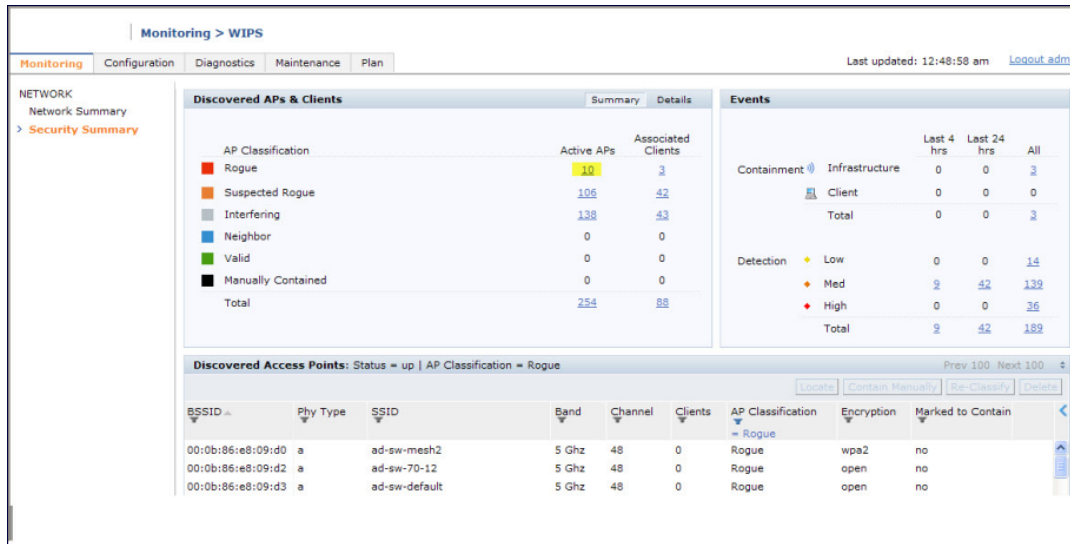 Monitoring > WIPS
Monitoring Configuration Diagnostics Maintenance Plan Last updated: 12:48:58 am Logout adm
NETWORK
Network Summary
> Security Summary
Discovered APs & Clients Summary Details
AP Classification Active APs Associated Clients
Rogue 10 3
Suspected Rogue 106 42
Interfering 138 43
Neighbor 0 0
Valid 0 0
Manually Contained 0 0
Total 254 88
Events
Last 4 hrs Last 24 hrs All
Containment Infrastructure 0 0 3
Client 0 0 0
Total 0 0 3
Detection Low 0 0 14
Med 9 42 139
High 0 0 36
Total 9 42 189
Discovered Access Points: Status = up | AP Classification = Rogue Prev 100 Next 100
Locate Contain Manually Re-Classify Delete
BSSID Phy Type SSID Band Channel Clients AP Classification Encryption Marked to Contain
= Rogue
00:0b:86:e8:09:d0 a ad-sw-mesh2 5 Ghz 48 0 Rogue wpa2 no
00:0b:86:e8:09:d2 a ad-sw-70-12 5 Ghz 48 0 Rogue open no
00:0b:86:e8:09:d3 a ad-sw-default 5 Ghz 48 0 Rogue open no